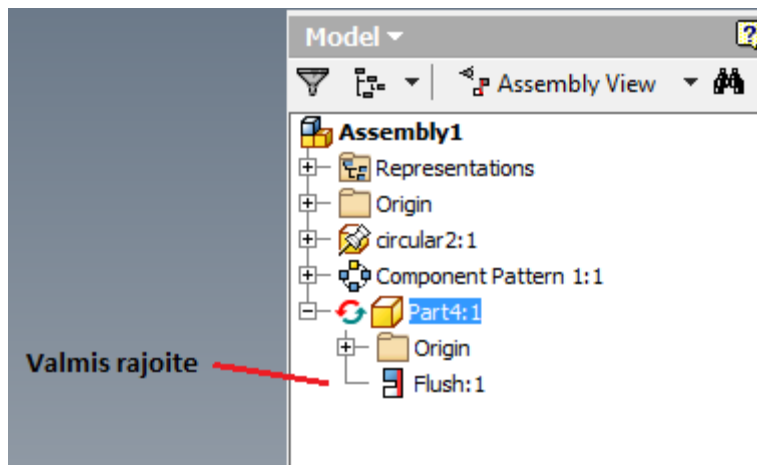 Model
Assembly View
Assembly1
Representations
Origin
circular2:1
Component Pattern 1:1
Part4:1
Origin
Valmis rajoite
Flush:1